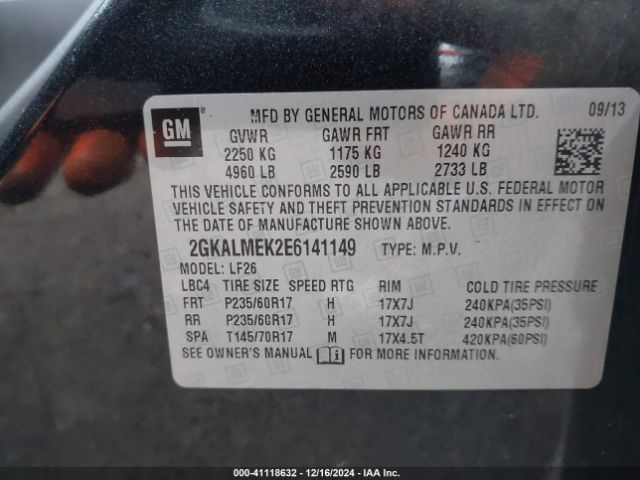 GM
MFD BY GENERAL MOTORS OF CANADA LTD. 09/13
GVWR GAWR FRT GAWR RR
2250 KG 1175 KG 1240 KG
4960 LB 2590 LB 2733 LB
THIS VEHICLE CONFORMS TO ALL APPLICABLE U.S. FEDERAL MOTOR
VEHICLE SAFETY AND THEFT PREVENTION STANDARDS IN EFFECT ON
THE DATE OF MANUFACTURE SHOWN ABOVE.
2GKALMEK2E6141149 TYPE: M.P.V.
MODEL: LF26
LBC4 TIRE SIZE SPEED RTG RIM COLD TIRE PRESSURE
FRT P235/60R17 H 17X7J 240KPA(35PSI)
RR P235/60R17 H 17X7J 240KPA(35PSI)
SPA T145/70R17 M 17X4.5T 420KPA(60PSI)
SEE OWNER'S MANUAL FOR MORE INFORMATION.
0.00 - 41118632 - 12/16/2024 - IAA Inc.